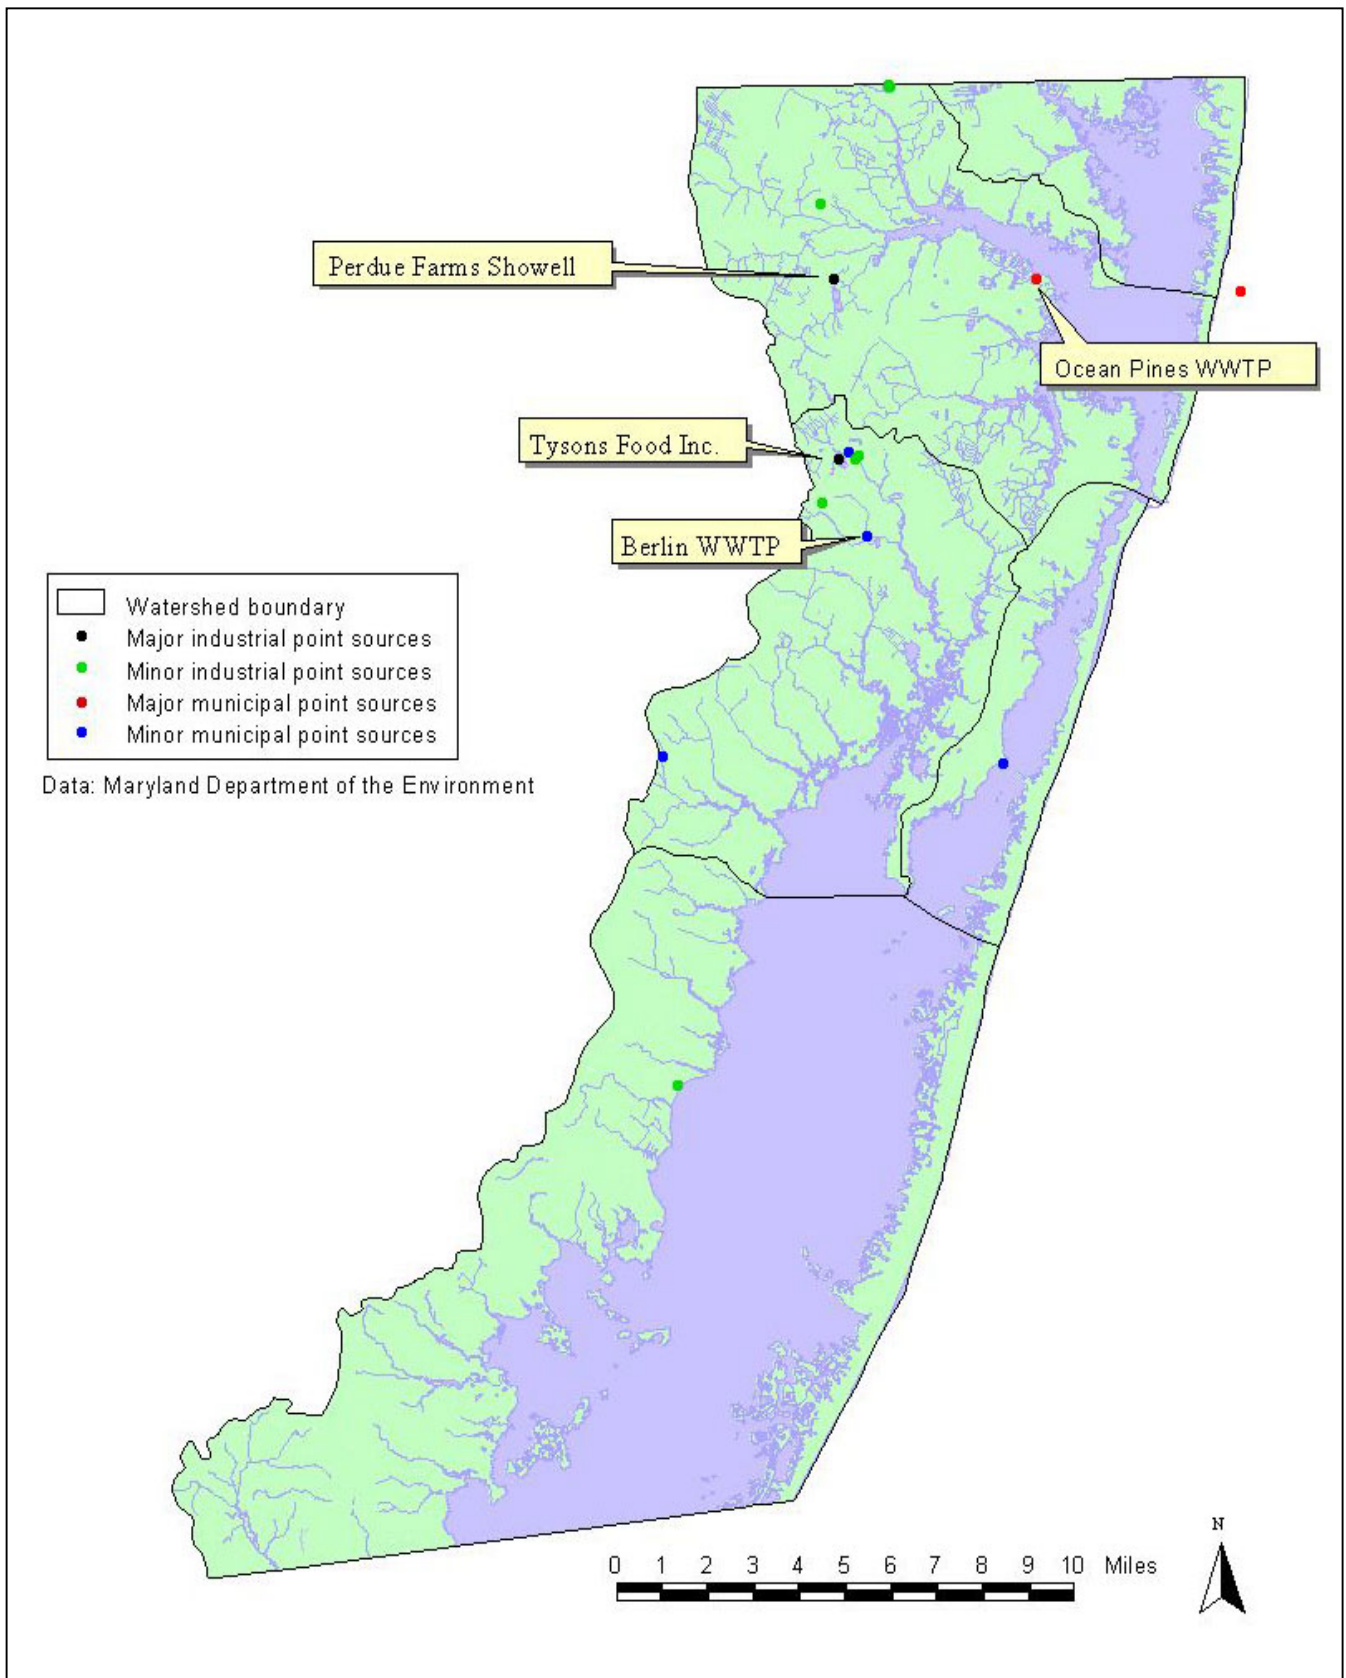 Perdue Farms Showell
Ocean Pines WWTP
Tysons Food Inc.
Berlin WWTP
Watershed boundary
Major industrial point sources
Minor industrial point sources
Major municipal point sources
Minor municipal point sources
Data: Maryland Department of the Environment
N
0 1 2 3 4 5 6 7 8 9 10 Miles